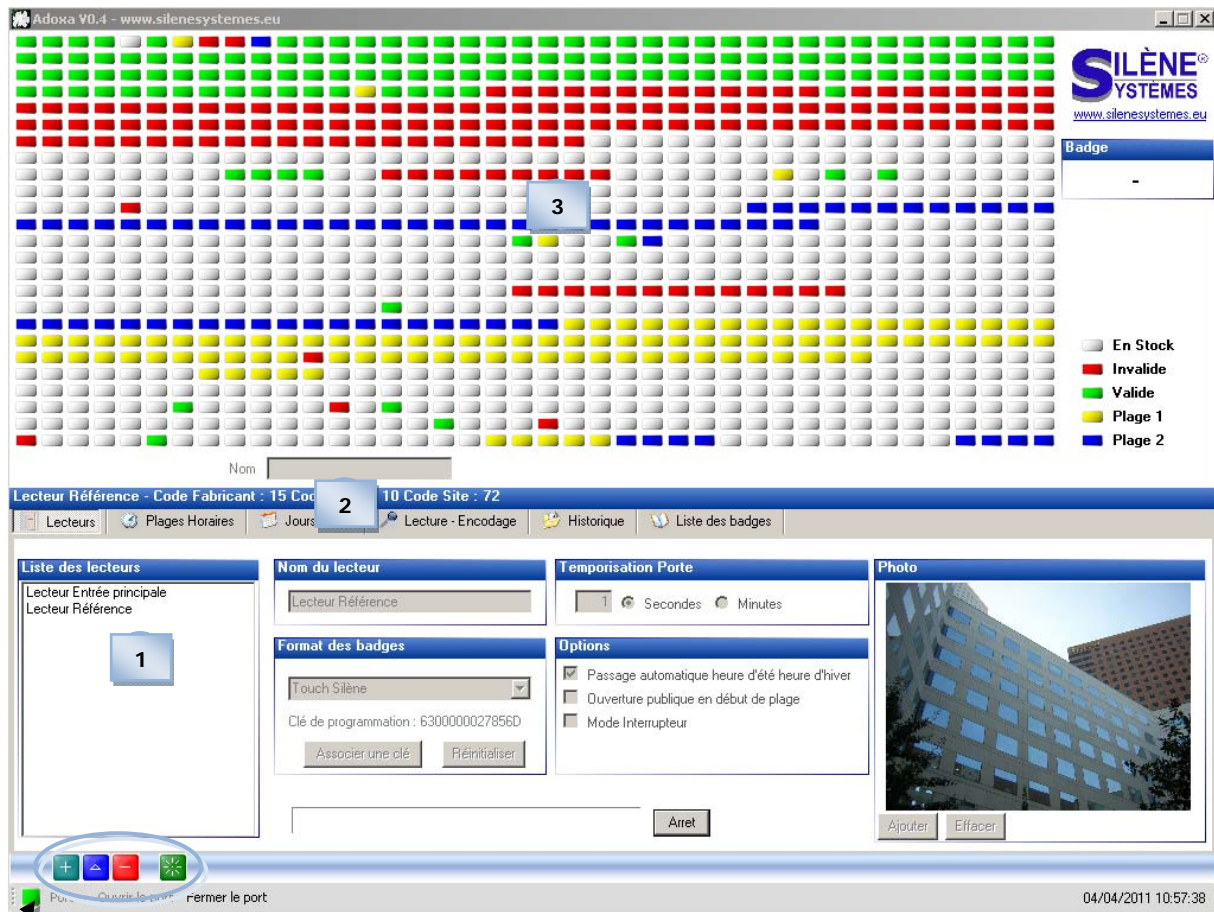 Adoxa V0.4 - www.silenesystemes.eu
SILÈNE®
SYSTÈMES
www.silenesystemes.eu
Badge
-
3
En Stock
Invalide
Valide
Plage 1
Plage 2
Nom
Lecteur Référence - Code Fabricant : 15 Co 10 Code Site : 72
2
Lecteurs Plages Horaires Jours Lecture - Encodage Historique Liste des badges
Liste des lecteurs
Lecteur Entrée principale
Lecteur Référence
1
Nom du lecteur
Lecteur Référence
Format des badges
Touch Silène
Clé de programmation : 6300000027856D
Associer une clé Réinitialiser
Temporisation Porte
1 Secondes Minutes
Options
Passage automatique heure d'été heure d'hiver
Ouverture publique en début de plage
Mode Interrupteur
Arret
Photo
Ajouter Effacer
Ouvrir le port Fermer le port
04/04/2011 10:57:38